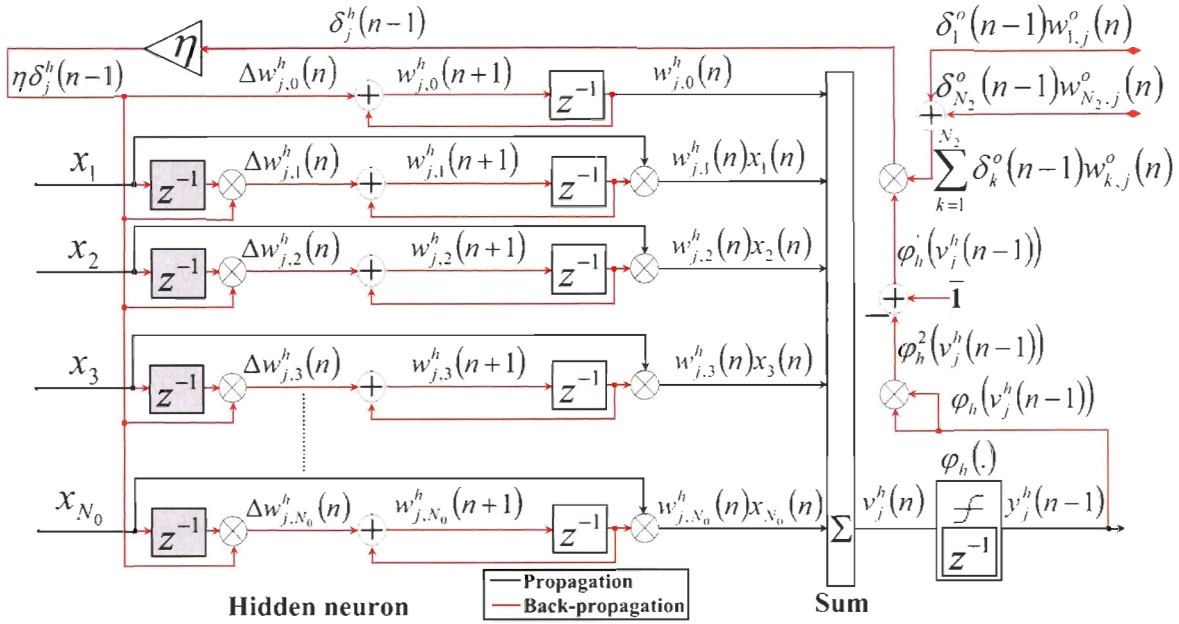 δ_j^h(n−1)
δ_1^o(n−1)w_{1,j}^o(n)
η
ηδ_j^h(n−1)
Δw_{j,0}^h(n) + w_{j,0}^h(n+1) z^{−1} w_{j,0}^h(n)
δ_{N_2}^o(n−1)w_{N_2,j}^o(n)
+
x_1 z^{−1} Δw_{j,1}^h(n) + w_{j,1}^h(n+1) z^{−1} w_{j,1}^h(n)x_1(n)
∑_{k=1}^{N_2} δ_k^o(n−1)w_{k,j}^o(n)
x_2 z^{−1} Δw_{j,2}^h(n) + w_{j,2}^h(n+1) z^{−1} w_{j,2}^h(n)x_2(n)
φ_h'(v_j^h(n−1))
− + 1
φ_h^2(v_j^h(n−1))
x_3 z^{−1} Δw_{j,3}^h(n) + w_{j,3}^h(n+1) z^{−1} w_{j,3}^h(n)x_3(n)
φ_h(v_j^h(n−1))
φ_h(.)
x_{N_0} z^{−1} Δw_{j,N_0}^h(n) + w_{j,N_0}^h(n+1) z^{−1} w_{j,N_0}^h(n)x_{N_0}(n)
Σ v_j^h(n) z^{−1} y_j^h(n−1)
Propagation
Back-propagation
Hidden neuron
Sum